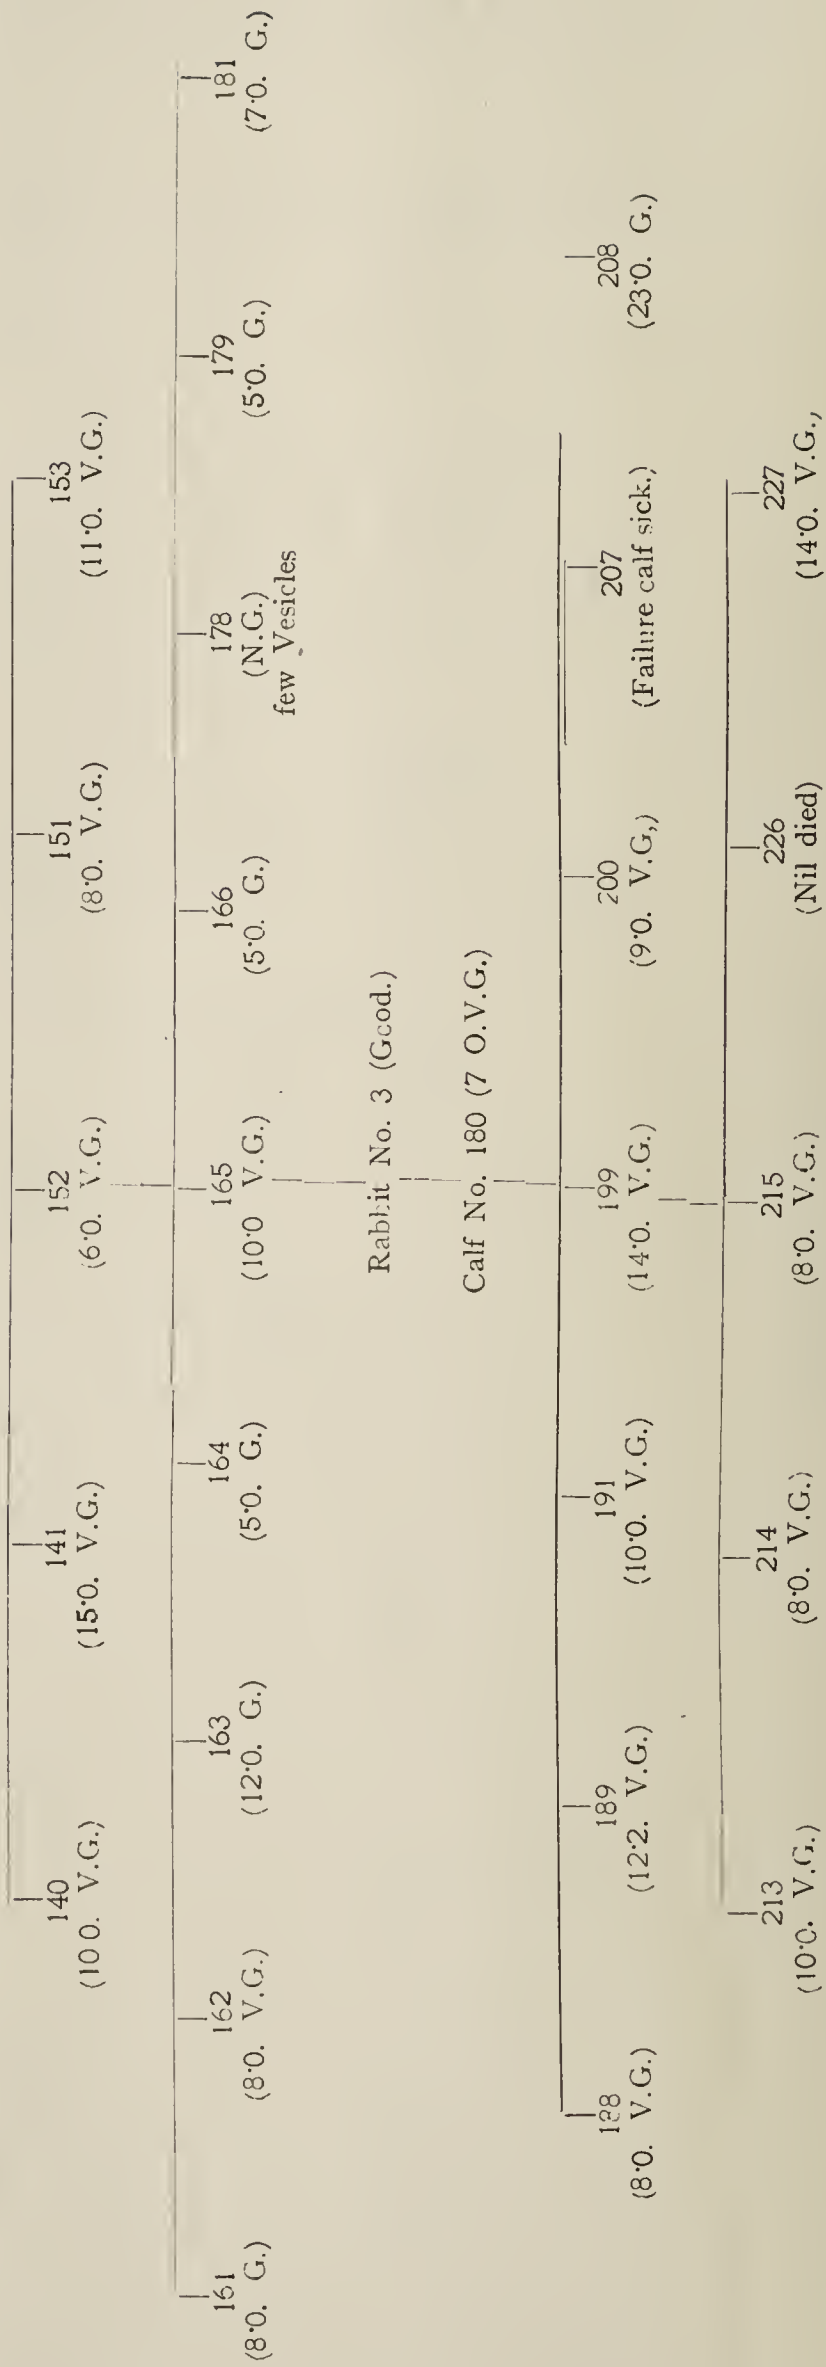 140 141 152 151 153
(10 0. V.G.) (15·0. V.G.) (6·0. V.G.) (8·0. V.G.) (11·0. V.G.)
161 162 163 164 165 166 178 179 181
(8·0. G.) (8·0. V.G.) (12·0. G.) (5·0. G.) (10·0 V.G.) (5·0. G.) (N.G.) (5·0. G.) (7·0. G.)
few Vesicles
Rabbit No. 3 (Good.)
Calf No. 180 (7 O.V.G.)
188 189 191 199 200 207 208
(8·0. V.G.) (12·2. V.G.) (10·0. V.G.) (14·0. V.G.) (9·0. V.G,) (Failure calf sick.) (23·0. G.)
213 214 215 226 227
(10·0. V.G.) (8·0. V.G.) (8·0. V.G.) (Nil died) (14·0. V.G.,